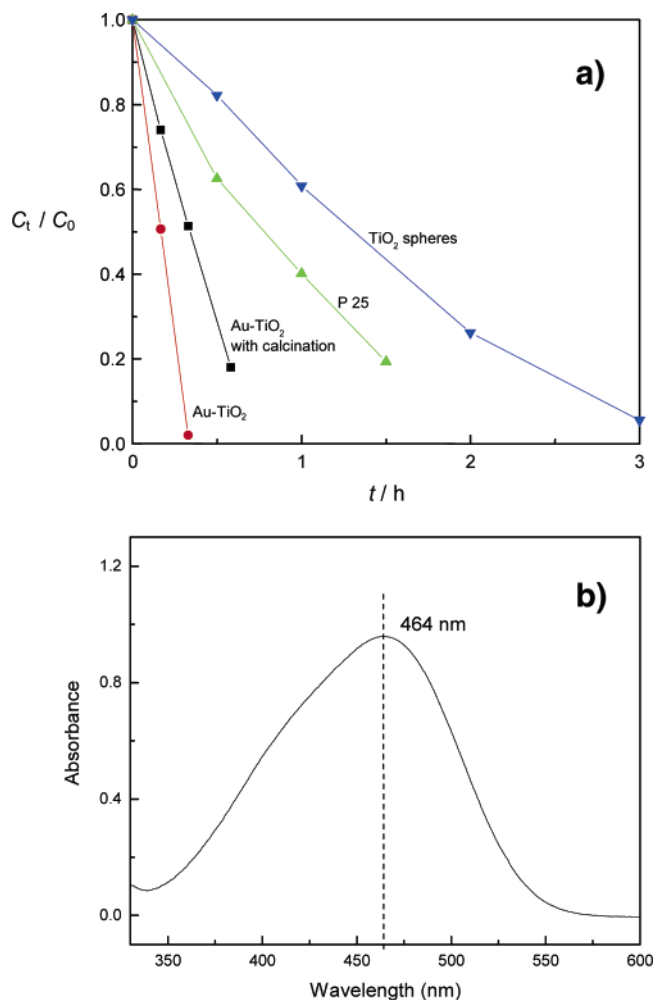 a)
1.0
0.8
0.6
0.4
0.2
0.0
Cₜ / C₀
TiO₂ spheres
P 25
Au-TiO₂
with calcination
Au-TiO₂
0 1 2 3
t / h
b)
1.2
0.8
0.4
0.0
Absorbance
464 nm
350 400 450 500 550 600
Wavelength (nm)